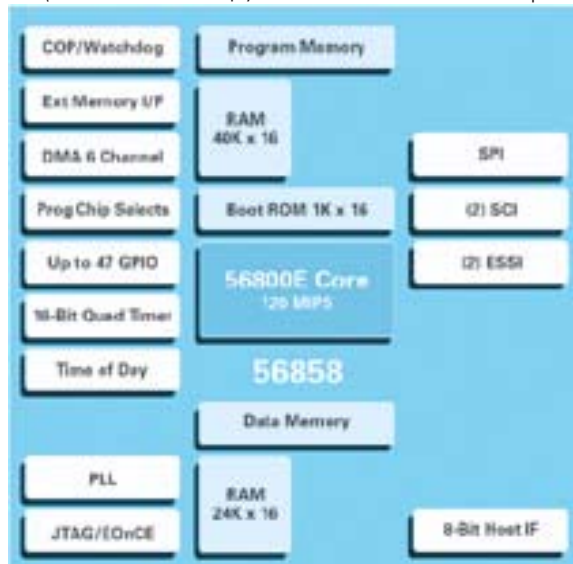 COP/Watchdog
Program Memory
Ext Memory I/F
RAM
40K x 16
DMA 6 Channel
SPI
Prog Chip Selects
Boot ROM 1K x 16
(2) SCI
Up to 47 GPIO
56800E Core
120 MIPS
(2) ESSI
16-Bit Quad Timer
Time of Day
56858
Data Memory
PLL
RAM
24K x 16
JTAG/EOnCE
8-Bit Host IF